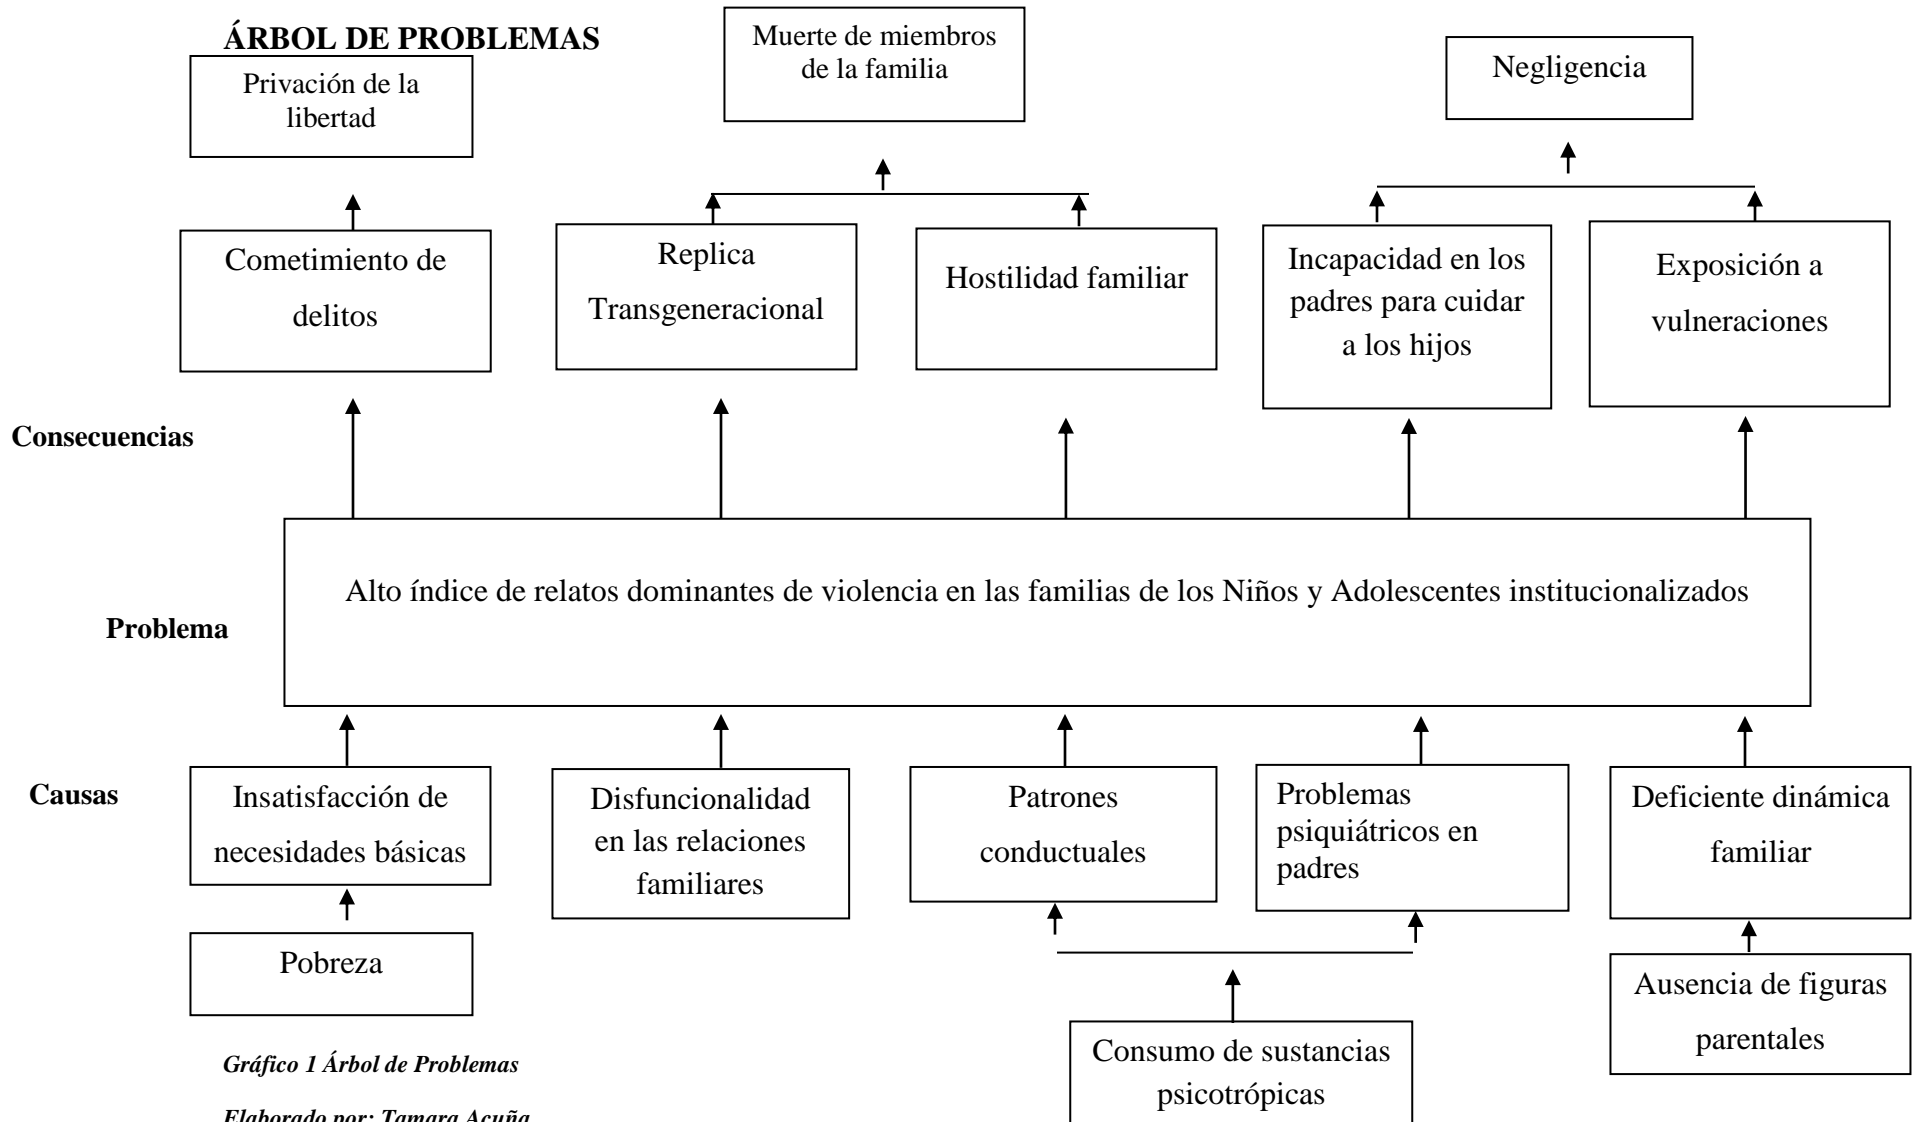 ÁRBOL DE PROBLEMAS
Muerte de miembros
de la familia
Negligencia
Privación de la
libertad
Cometimiento de
delitos
Replica
Transgeneracional
Hostilidad familiar
Incapacidad en los
padres para cuidar
a los hijos
Exposición a
vulneraciones
Consecuencias
Alto índice de relatos dominantes de violencia en las familias de los Niños y Adolescentes institucionalizados
Problema
Causas
Insatisfacción de
necesidades básicas
Disfuncionalidad
en las relaciones
familiares
Patrones
conductuales
Problemas
psiquiátricos en
padres
Deficiente dinámica
familiar
Pobreza
Ausencia de figuras
parentales
Consumo de sustancias
psicotrópicas
Gráfico 1 Árbol de Problemas
Elaborado por: Tamara Acuña